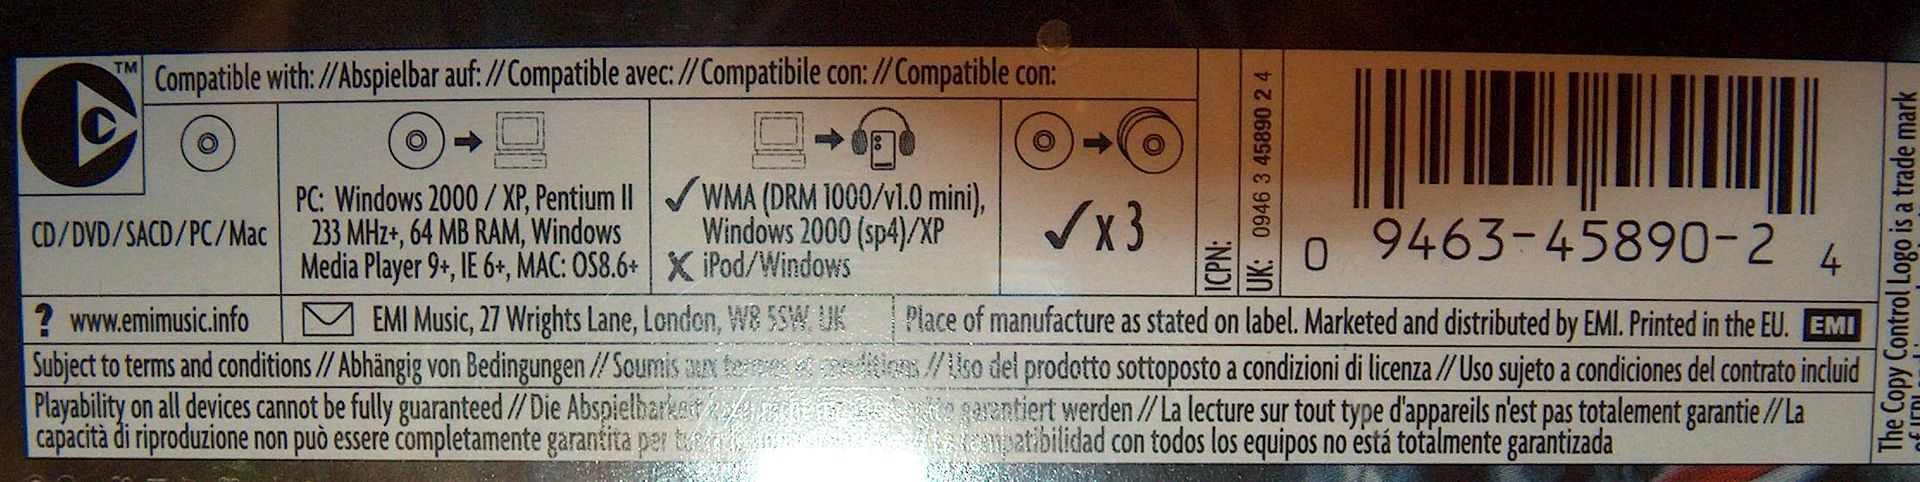 TM
Compatible with: // Abspielbar auf: // Compatible avec: // Compatibile con: // Compatible con:
CD/DVD/SACD/PC/Mac
PC: Windows 2000 / XP, Pentium II
233 MHz+, 64 MB RAM, Windows
Media Player 9+, IE 6+, MAC: OS8.6+
✓ WMA (DRM 1000/v1.0 mini),
Windows 2000 (sp4)/XP
✗ iPod/Windows
✓ x 3
ICPN:
UK: 0946 3 45890 2 4
0 9463-45890-2 4
? www.emimusic.info
EMI Music, 27 Wrights Lane, London, W8 5SW. UK
Place of manufacture as stated on label. Marketed and distributed by EMI. Printed in the EU. EMI
Subject to terms and conditions // Abhängig von Bedingungen // Soumis aux termes et conditions // Uso del prodotto sottoposto a condizioni di licenza // Uso sujeto a condiciones del contrato incluid
Playability on all devices cannot be fully guaranteed // Die Abspielbarkeit garantiert werden // La lecture sur tout type d'appareils n'est pas totalement garantie // La
capacità di riproduzione non può essere completamente garantita per compatibilidad con todos los equipos no está totalmente garantizada
The Copy Control Logo is a trade mark